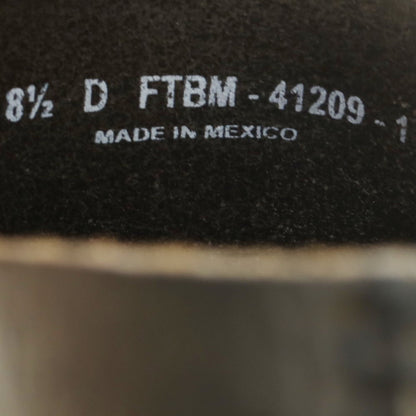 8½ D FTBM - 41209 - 1
MADE IN MEXICO